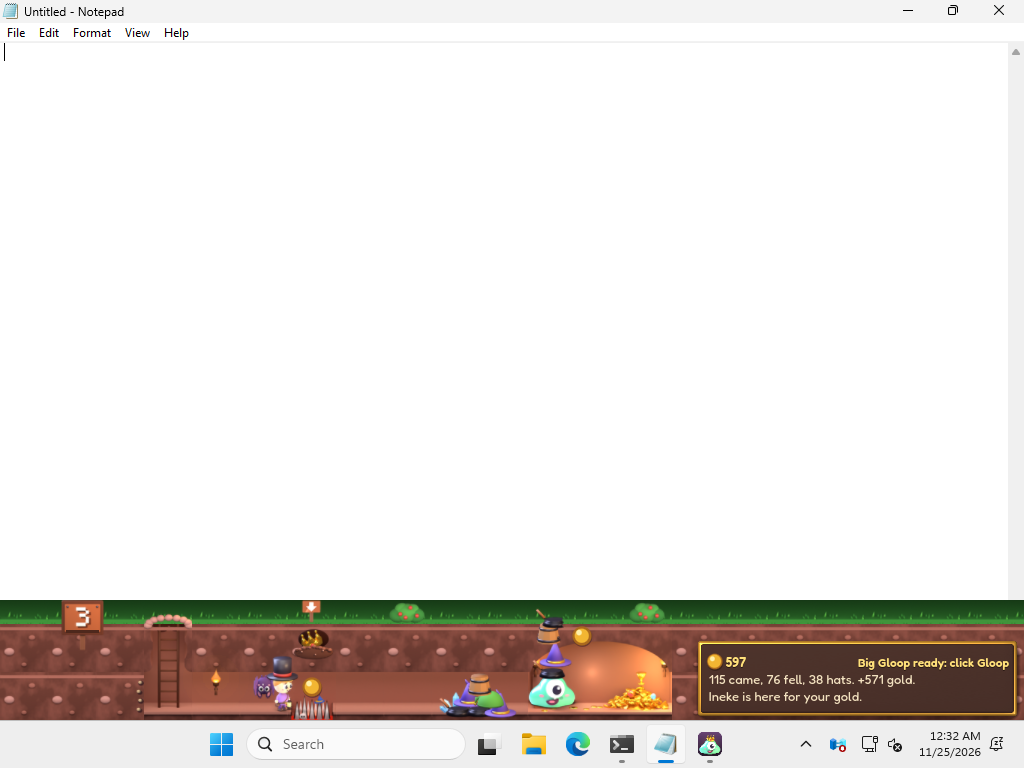 Untitled - Notepad
File Edit Format View Help
3
597 Big Gloop ready: click Gloop
115 came, 76 fell, 38 hats. +571 gold.
Ineke is here for your gold.
Search
12:32 AM
11/25/2026